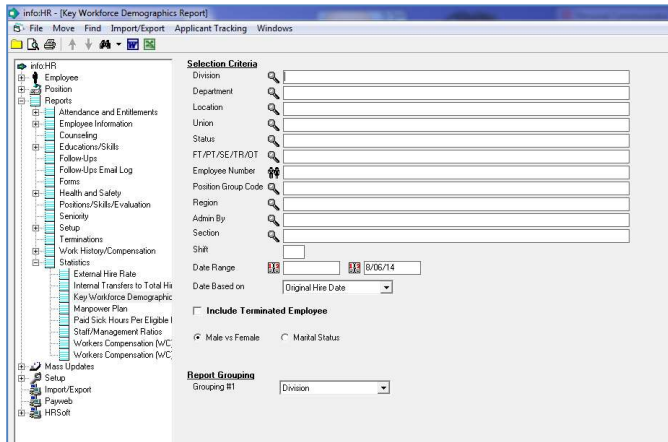 info:HR - [Key Workforce Demographics Report]
File Move Find Import/Export Applicant Tracking Windows
info:HR
Employee
Position
Reports
Attendance and Entitlements
Employee Information
Counseling
Educations/Skills
Follow-Ups
Follow-Ups Email Log
Forms
Health and Safety
Positions/Skills/Evaluation
Seniority
Setup
Terminations
Work History/Compensation
Statistics
External Hire Rate
Internal Transfers to Total Hir
Key Workforce Demographic
Manpower Plan
Paid Sick Hours Per Eligible
Staff/Management Ratios
Workers Compensation (WC)
Workers Compensation (WC)
Mass Updates
Setup
Import/Export
Payweb
HRSoft
Selection Criteria
Division
Department
Location
Union
Status
FT/PT/SE/TR/OT
Employee Number
Position Group Code
Region
Admin By
Section
Shift
Date Range 8/06/14
Date Based on Original Hire Date
Include Terminated Employee
Male vs Female Marital Status
Report Grouping
Grouping #1 Division